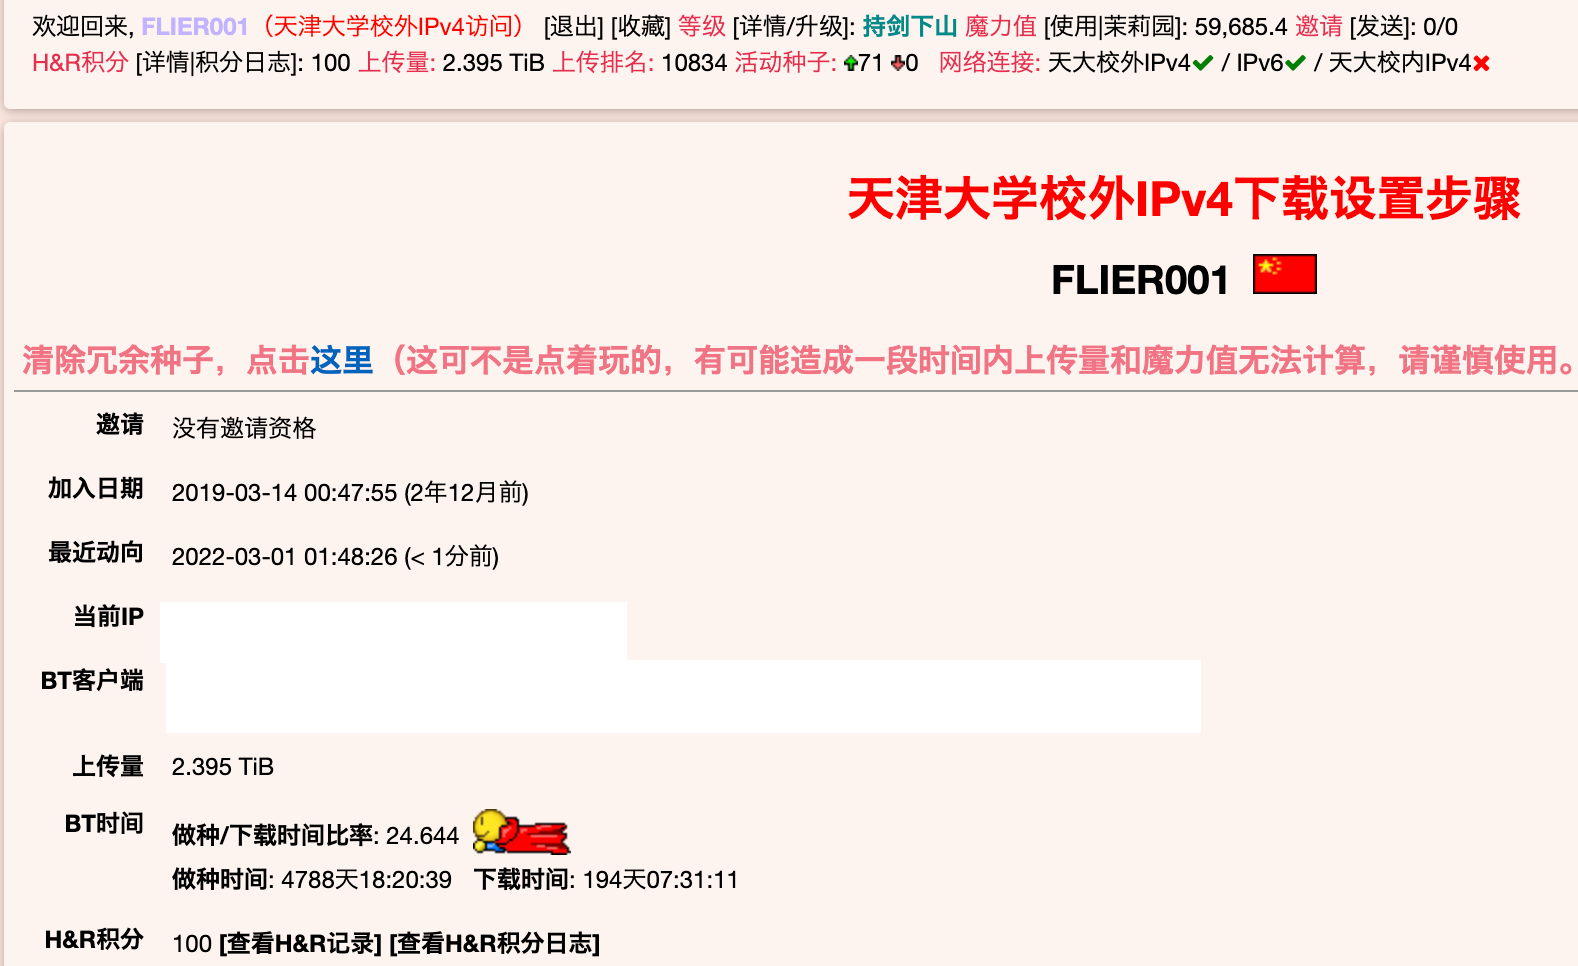 欢迎回来, FLIER001（天津大学校外IPv4访问） [退出] [收藏] 等级 [详情/升级]: 持剑下山 魔力值 [使用|茉莉园]: 59,685.4 邀请 [发送]: 0/0
H&R积分 [详情|积分日志]: 100 上传量: 2.395 TiB 上传排名: 10834 活动种子: 71 0 网络连接: 天大校外IPv4✔ / IPv6✔ / 天大校内IPv4✖
天津大学校外IPv4下载设置步骤
FLIER001
清除冗余种子，点击这里（这可不是点着玩的，有可能造成一段时间内上传量和魔力值无法计算，请谨慎使用。
邀请 没有邀请资格
加入日期 2019-03-14 00:47:55 (2年12月前)
最近动向 2022-03-01 01:48:26 (< 1分前)
当前IP
BT客户端
上传量 2.395 TiB
BT时间 做种/下载时间比率: 24.644
做种时间: 4788天18:20:39 下载时间: 194天07:31:11
H&R积分 100 [查看H&R记录] [查看H&R积分日志]